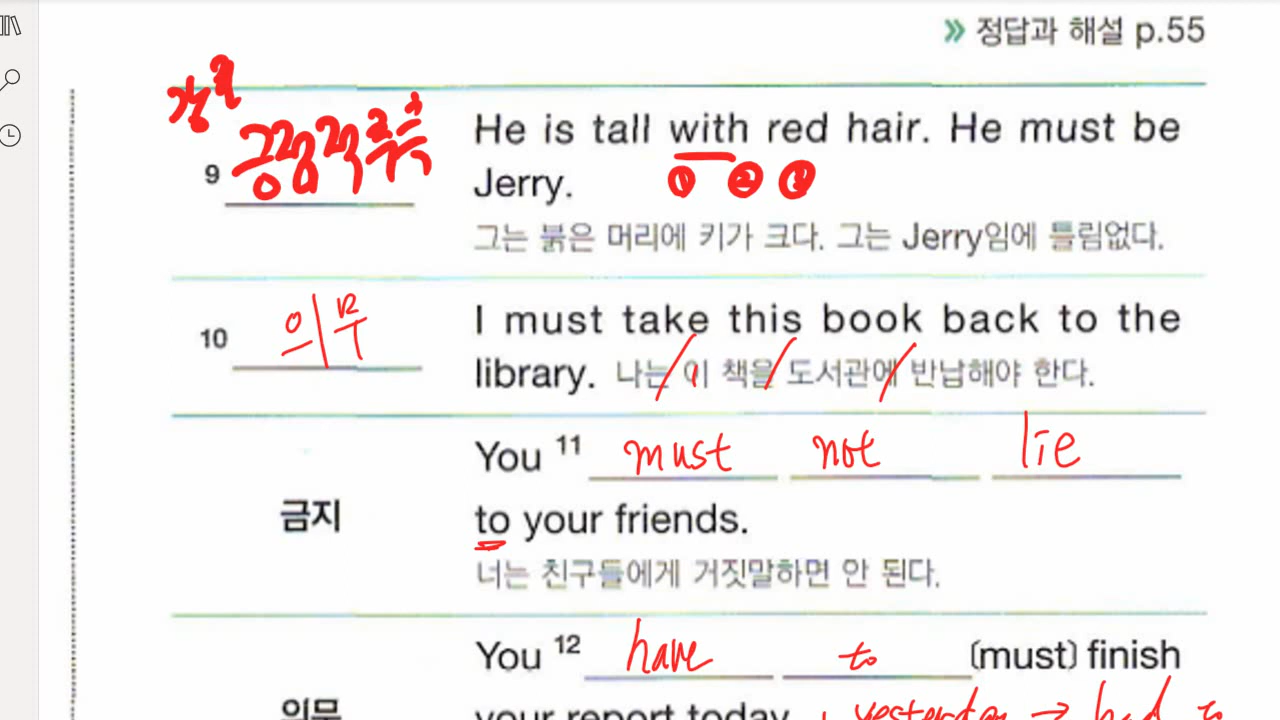 정답과 해설 p.55
강한
긍정적 추측
9
He is tall with red hair. He must be
Jerry.
① ② ③
그는 붉은 머리에 키가 크다. 그는 Jerry임에 틀림없다.
10 의무
I must take this book back to the
library. 나는 이 책을 도서관에 반납해야 한다.
You 11 must not lie
금지
to your friends.
너는 친구들에게 거짓말하면 안 된다.
You 12 have to (must) finish
의무
your report today. yesterday → had to